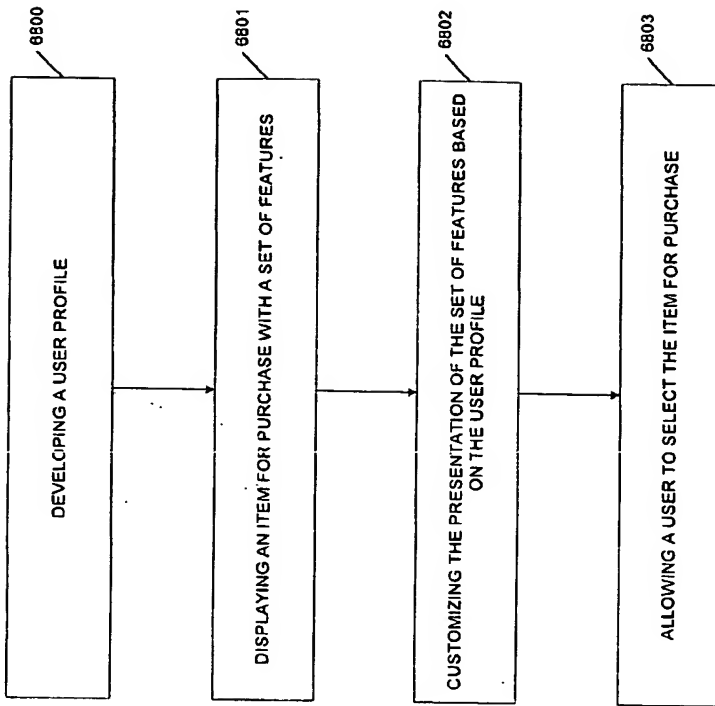 6800
DEVELOPING A USER PROFILE
6801
DISPLAYING AN ITEM FOR PURCHASE WITH A SET OF FEATURES
6802
CUSTOMIZING THE PRESENTATION OF THE SET OF FEATURES BASED
ON THE USER PROFILE
6803
ALLOWING A USER TO SELECT THE ITEM FOR PURCHASE